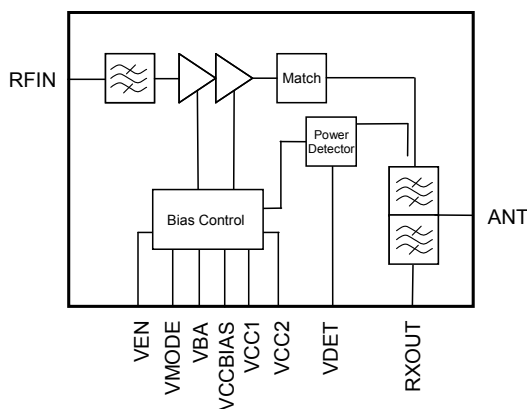 RFIN
Match
Power
Detector
Bias Control
ANT
VEN
VMODE
VBA
VCCBIAS
VCC1
VCC2
VDET
RXOUT